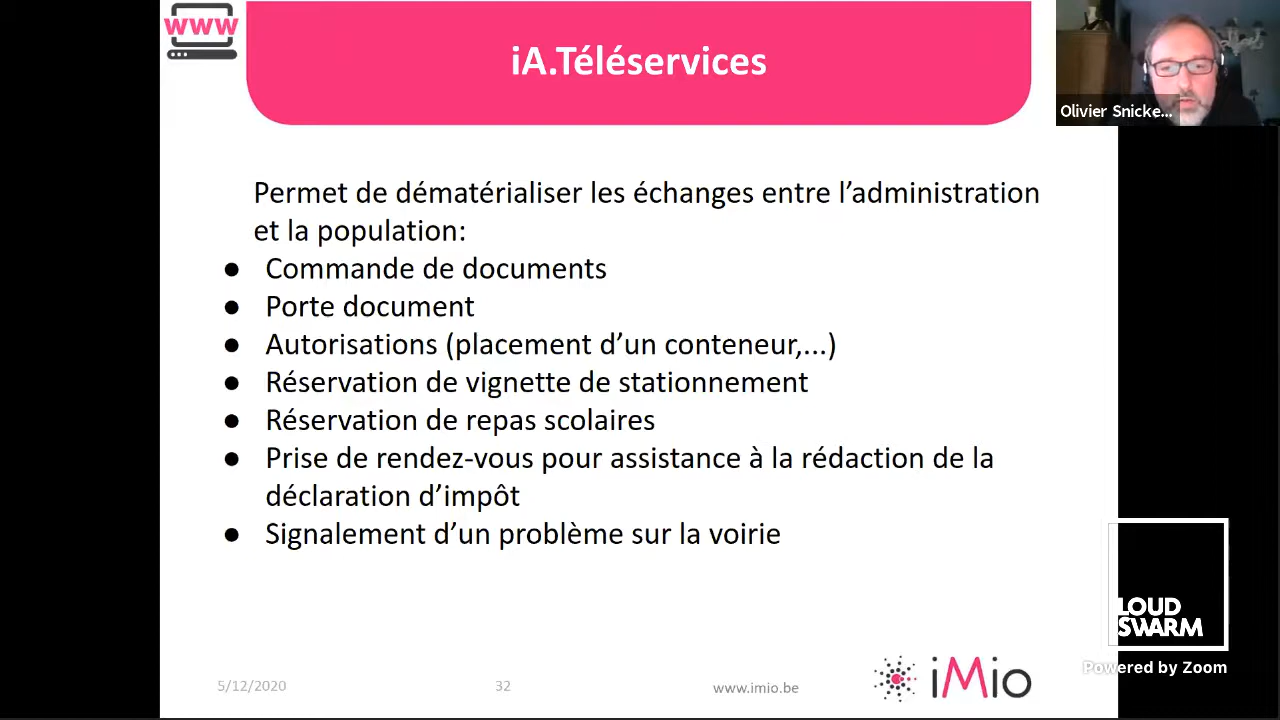 www
iA.Téléservices
Olivier Snicke...
Permet de dématérialiser les échanges entre l’administration
et la population:
● Commande de documents
● Porte document
● Autorisations (placement d’un conteneur,...)
● Réservation de vignette de stationnement
● Réservation de repas scolaires
● Prise de rendez-vous pour assistance à la rédaction de la
déclaration d’impôt
● Signalement d’un problème sur la voirie
LOUD
SWARM
Powered by Zoom
5/12/2020
32
www.imio.be
iMio